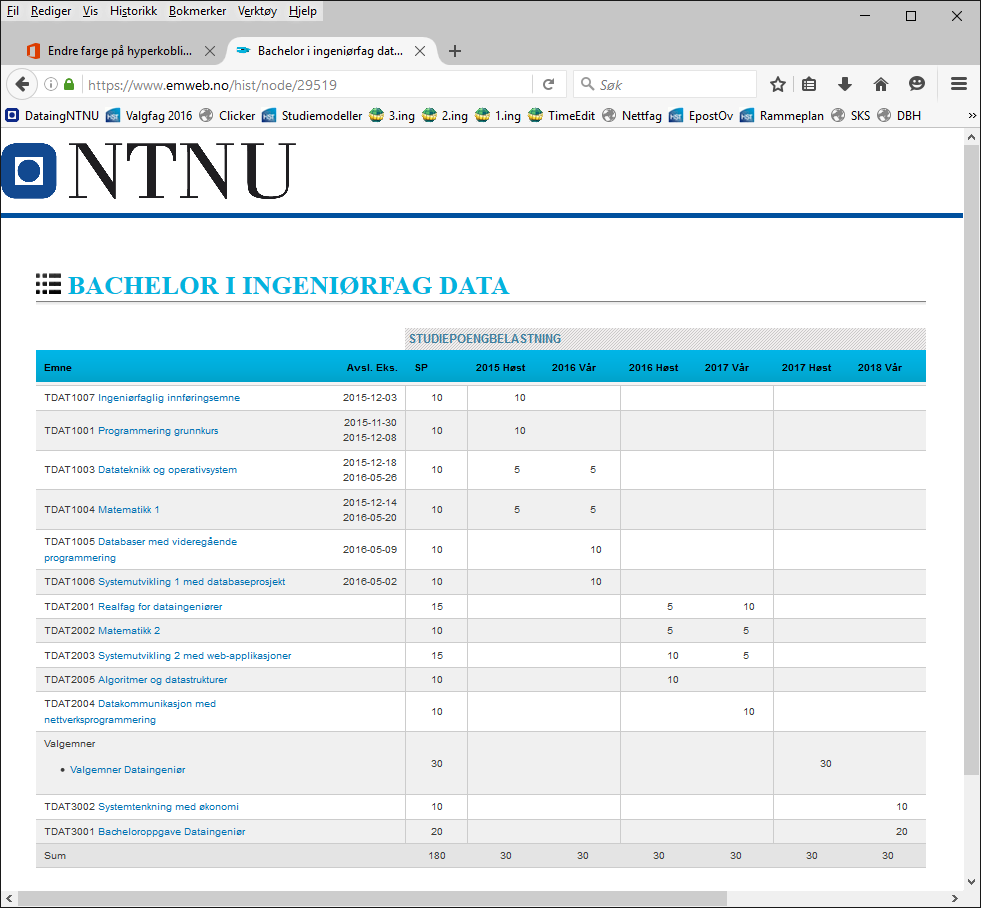 Fil Rediger Vis Historikk Bokmerker Verktøy Hjelp
Endre farge på hyperkobli... Bachelor i ingeniørfag dat...
https://www.emweb.no/hist/node/29519 Søk
DataingNTNU Valgfag 2016 Clicker Studiemodeller 3.ing 2.ing 1.ing TimeEdit Nettfag EpostOv Rammeplan SKS DBH
NTNU
BACHELOR I INGENIØRFAG DATA
STUDIEPOENGBELASTNING
Emne Avsl. Eks. SP 2015 Høst 2016 Vår 2016 Høst 2017 Vår 2017 Høst 2018 Vår
TDAT1007 Ingeniørfaglig innføringsemne 2015-12-03 10 10
TDAT1001 Programmering grunnkurs 2015-11-30 2015-12-08 10 10
TDAT1003 Datateknikk og operativsystem 2015-12-18 2016-05-26 10 5 5
TDAT1004 Matematikk 1 2015-12-14 2016-05-20 10 5 5
TDAT1005 Databaser med videregående
programmering 2016-05-09 10 10
TDAT1006 Systemutvikling 1 med databaseprosjekt 2016-05-02 10 10
TDAT2001 Realfag for dataingeniører 15 5 10
TDAT2002 Matematikk 2 10 5 5
TDAT2003 Systemutvikling 2 med web-applikasjoner 15 10 5
TDAT2005 Algoritmer og datastrukturer 10 10
TDAT2004 Datakommunikasjon med
nettverksprogrammering 10 10
Valgemner
• Valgemner Dataingeniør 30 30
TDAT3002 Systemtenkning med økonomi 10 10
TDAT3001 Bacheloroppgave Dataingeniør 20 20
Sum 180 30 30 30 30 30 30